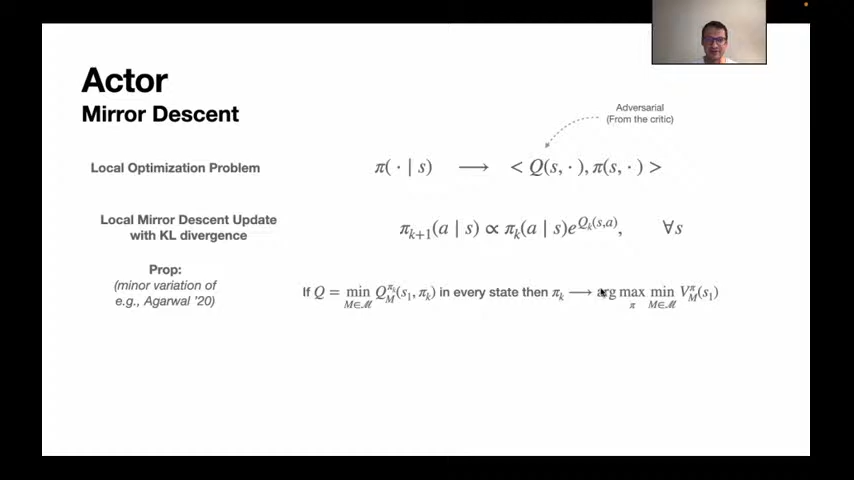 Actor
Mirror Descent
Adversarial
(From the critic)
Local Optimization Problem
π( · | s) ⟶ < Q(s, · ), π(s, · ) >
Local Mirror Descent Update
with KL divergence
π_{k+1}(a | s) ∝ π_k(a | s)e^{Q_k(s,a)}, ∀s
Prop:
(minor variation of
e.g., Agarwal '20)
If Q = min_{M∈ℳ} Q_M^{π_k}(s_1, π_k) in every state then π_k ⟶ arg max_π min_{M∈ℳ} V_M^π(s_1)